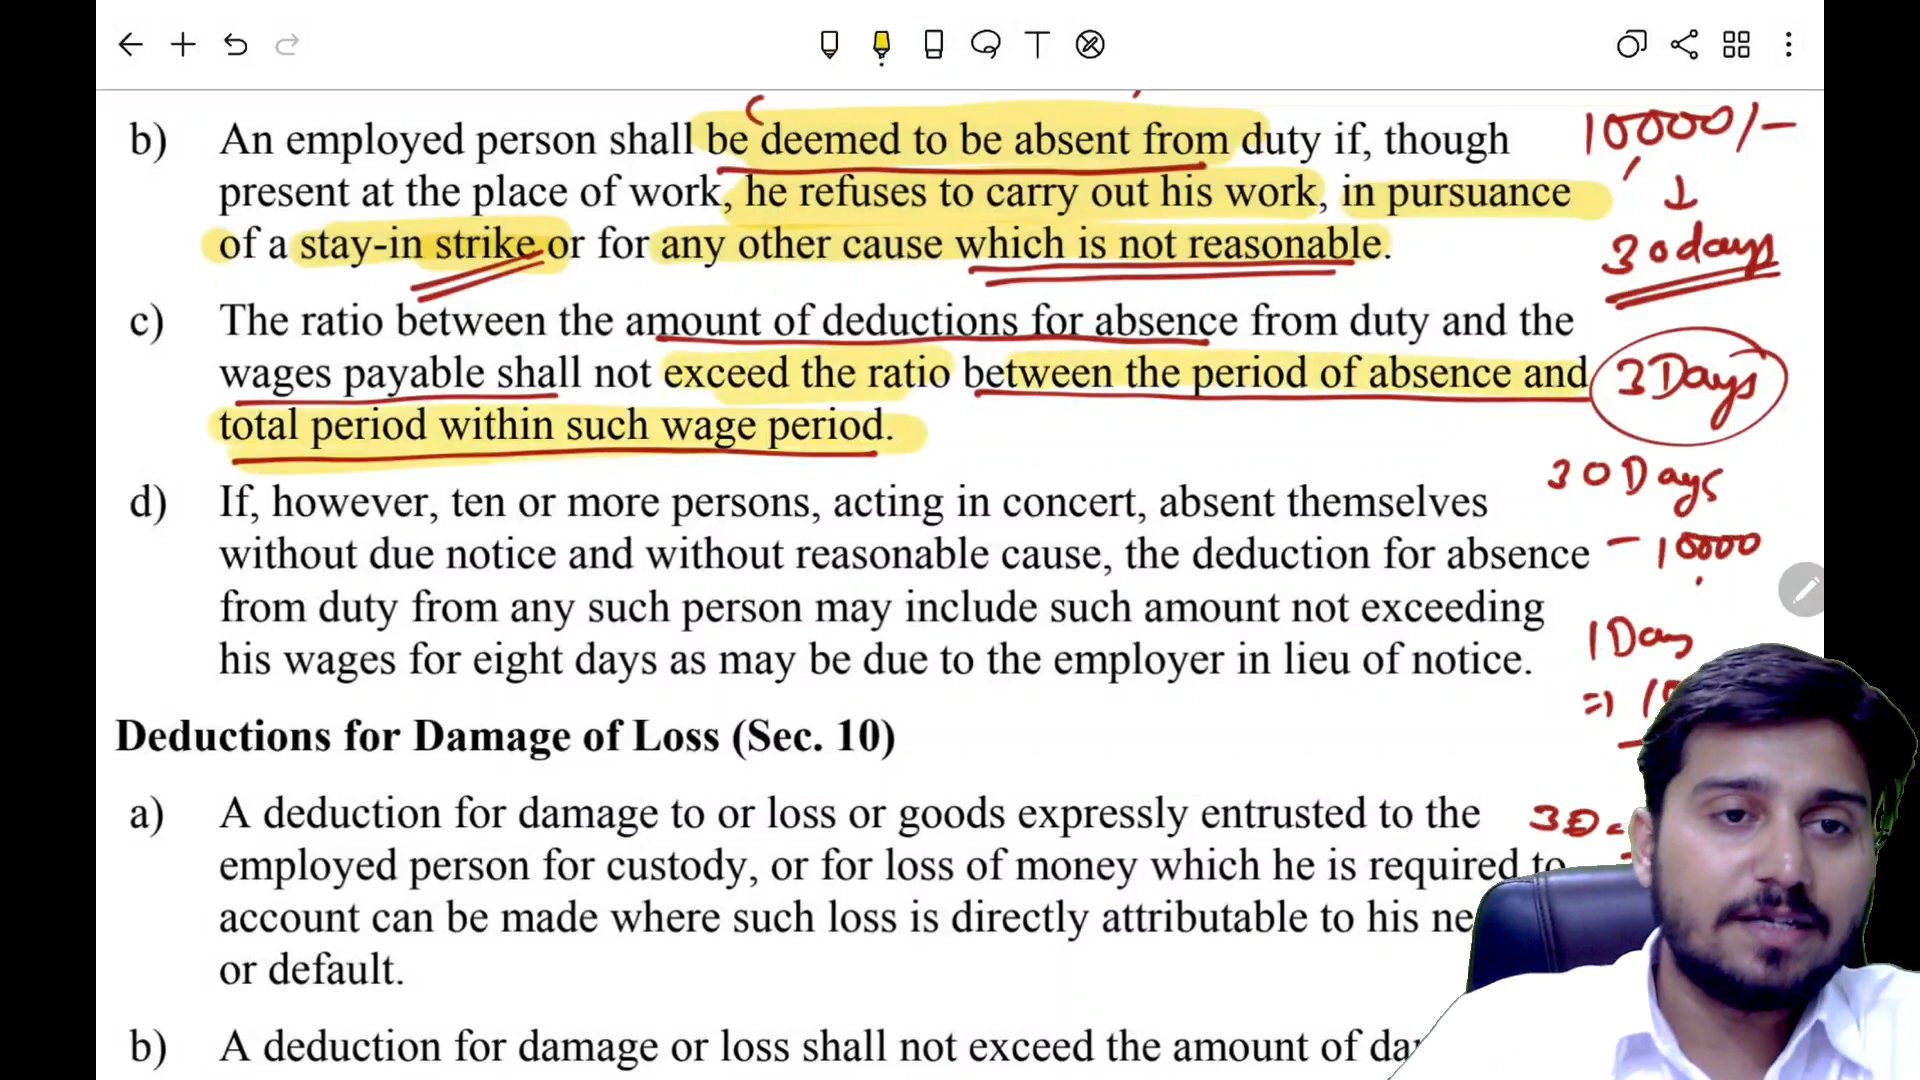 b) An employed person shall be deemed to be absent from duty if, though
present at the place of work, he refuses to carry out his work, in pursuance
of a stay-in strike or for any other cause which is not reasonable.
10000/-
30 days
c) The ratio between the amount of deductions for absence from duty and the
wages payable shall not exceed the ratio between the period of absence and
total period within such wage period.
3 Days
30 Days
- 10000
d) If, however, ten or more persons, acting in concert, absent themselves
without due notice and without reasonable cause, the deduction for absence
from duty from any such person may include such amount not exceeding
his wages for eight days as may be due to the employer in lieu of notice.
1 Day
Deductions for Damage of Loss (Sec. 10)
a) A deduction for damage to or loss or goods expressly entrusted to the
employed person for custody, or for loss of money which he is required to
account can be made where such loss is directly attributable to his
or default.
b) A deduction for damage or loss shall not exceed the amount of